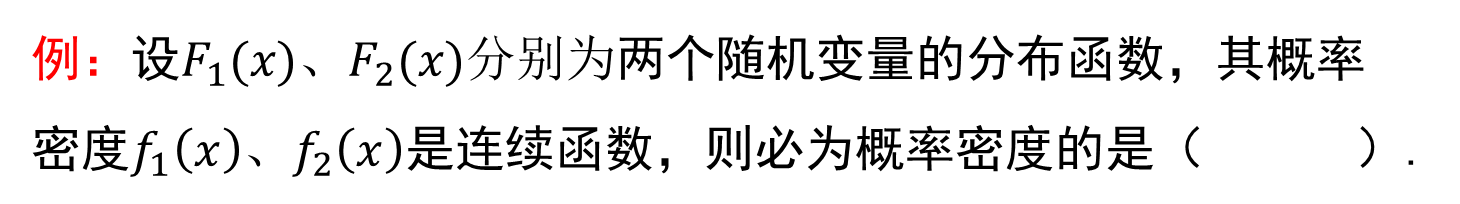 例：设F₁(x)、F₂(x)分别为两个随机变量的分布函数，其概率
密度f₁(x)、f₂(x)是连续函数，则必为概率密度的是（　　　）.